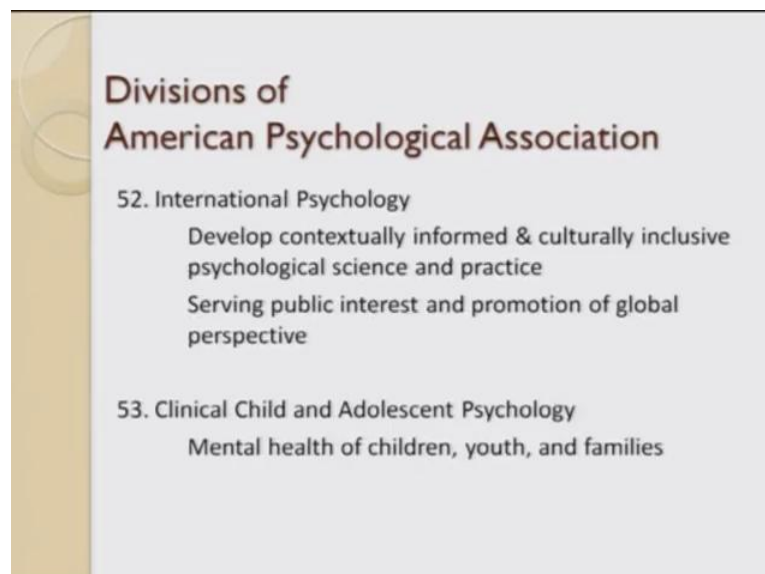 Divisions of
American Psychological Association
52. International Psychology
Develop contextually informed & culturally inclusive
psychological science and practice
Serving public interest and promotion of global
perspective
53. Clinical Child and Adolescent Psychology
Mental health of children, youth, and families